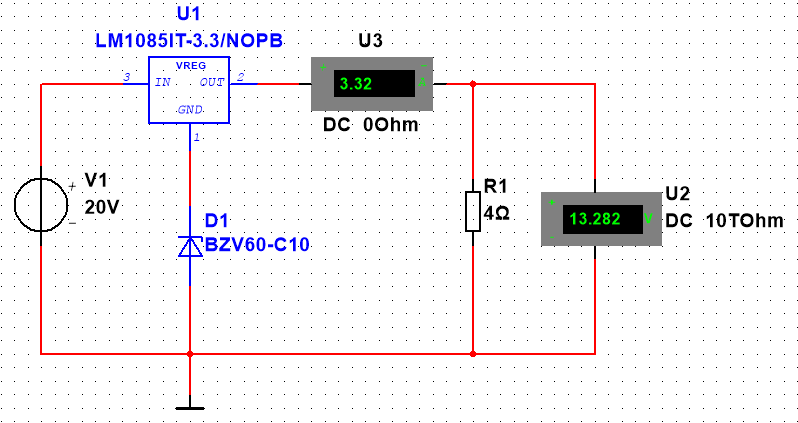 U1
LM1085IT-3.3/NOPB
VREG
3 IN OUT 2
GND
1
U3
+ -
3.32 A
DC 0Ohm
V1
+
20V
-
D1
BZV60-C10
R1
4Ω
U2
+
13.282 V
-
DC 10TOhm